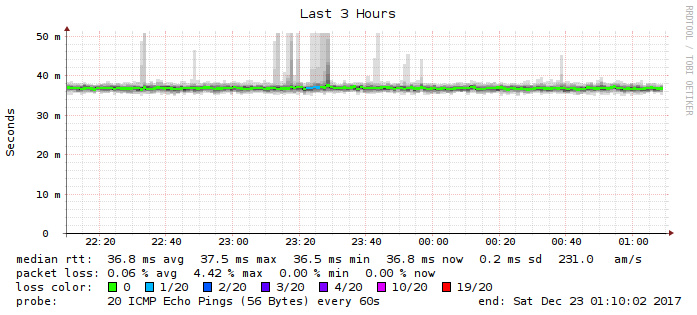 Last 3 Hours
RRDTOOL / TOBI OETIKER
Seconds
50 m
40 m
30 m
20 m
10 m
0
22:20 22:40 23:00 23:20 23:40 00:00 00:20 00:40 01:00
median rtt: 36.8 ms avg 37.5 ms max 36.5 ms min 36.8 ms now 0.2 ms sd 231.0 am/s
packet loss: 0.06 % avg 4.42 % max 0.00 % min 0.00 % now
loss color: 0 1/20 2/20 3/20 4/20 10/20 19/20
probe: 20 ICMP Echo Pings (56 Bytes) every 60s end: Sat Dec 23 01:10:02 2017